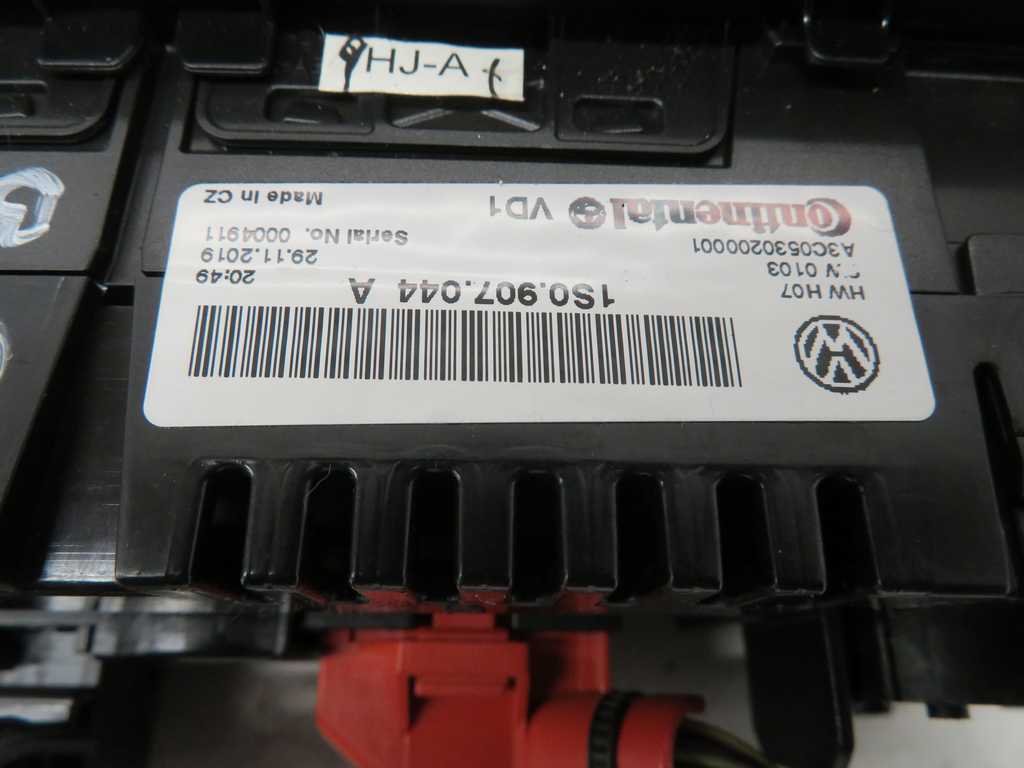 HJ-A
Continental VD1 Made in CZ
A3C0530200001 Serial No. 0004911
0103 29.11.2019
HW H07 1S0.907.044 A 20:49